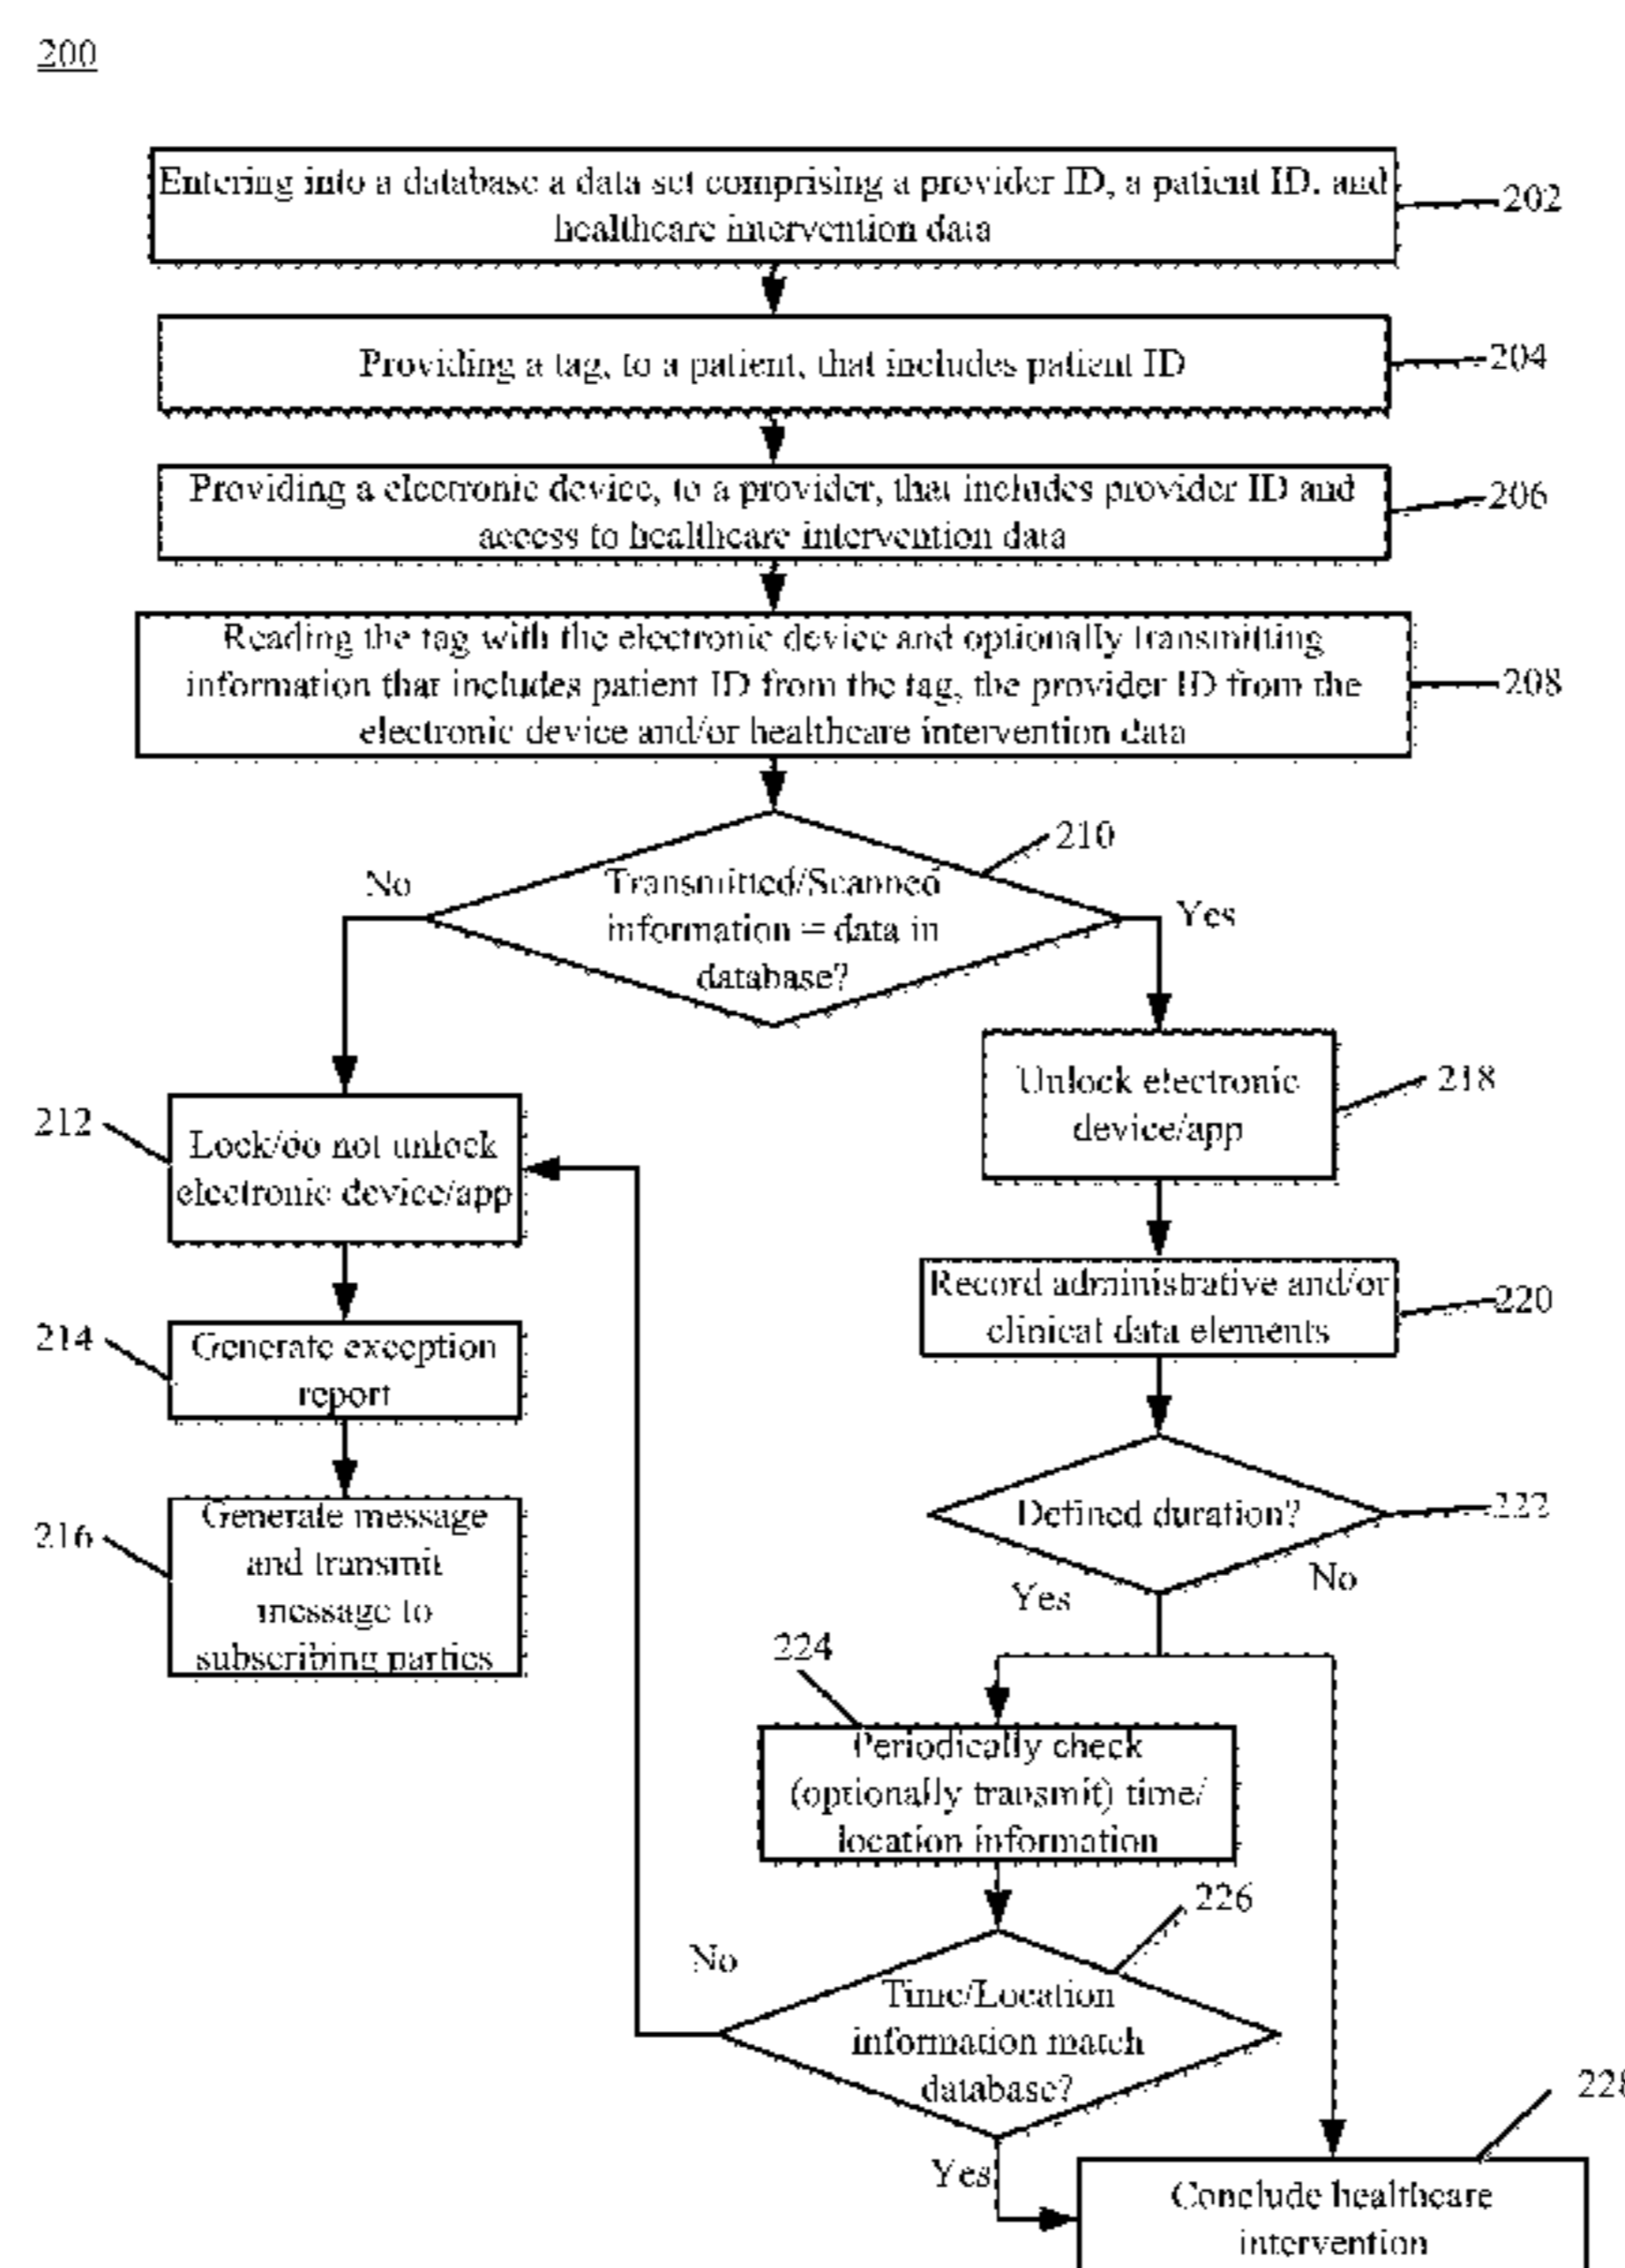 200
Entering into a database a data set comprising a provider ID, a patient ID, and
healthcare intervention data
202
Providing a tag, to a patient, that includes patient ID
204
Providing a electronic device, to a provider, that includes provider ID and
access to healthcare intervention data
206
Reading the tag with the electronic device and optionally transmitting
information that includes patient ID from the tag, the provider ID from the
electronic device and/or healthcare intervention data
208
Transmitted/Scanned
information = data in
database?
210
No
Yes
Lock/do not unlock
electronic device/app
212
Unlock electronic
device/app
218
Generate exception
report
214
Record administrative and/or
clinical data elements
220
Generate message
and transmit
message to
subscribing parties
216
Defined duration?
222
Yes
No
224
Periodically check
(optionally transmit) time/
location information
226
No
Time/Location
information match
database?
Yes
228
Conclude healthcare
intervention